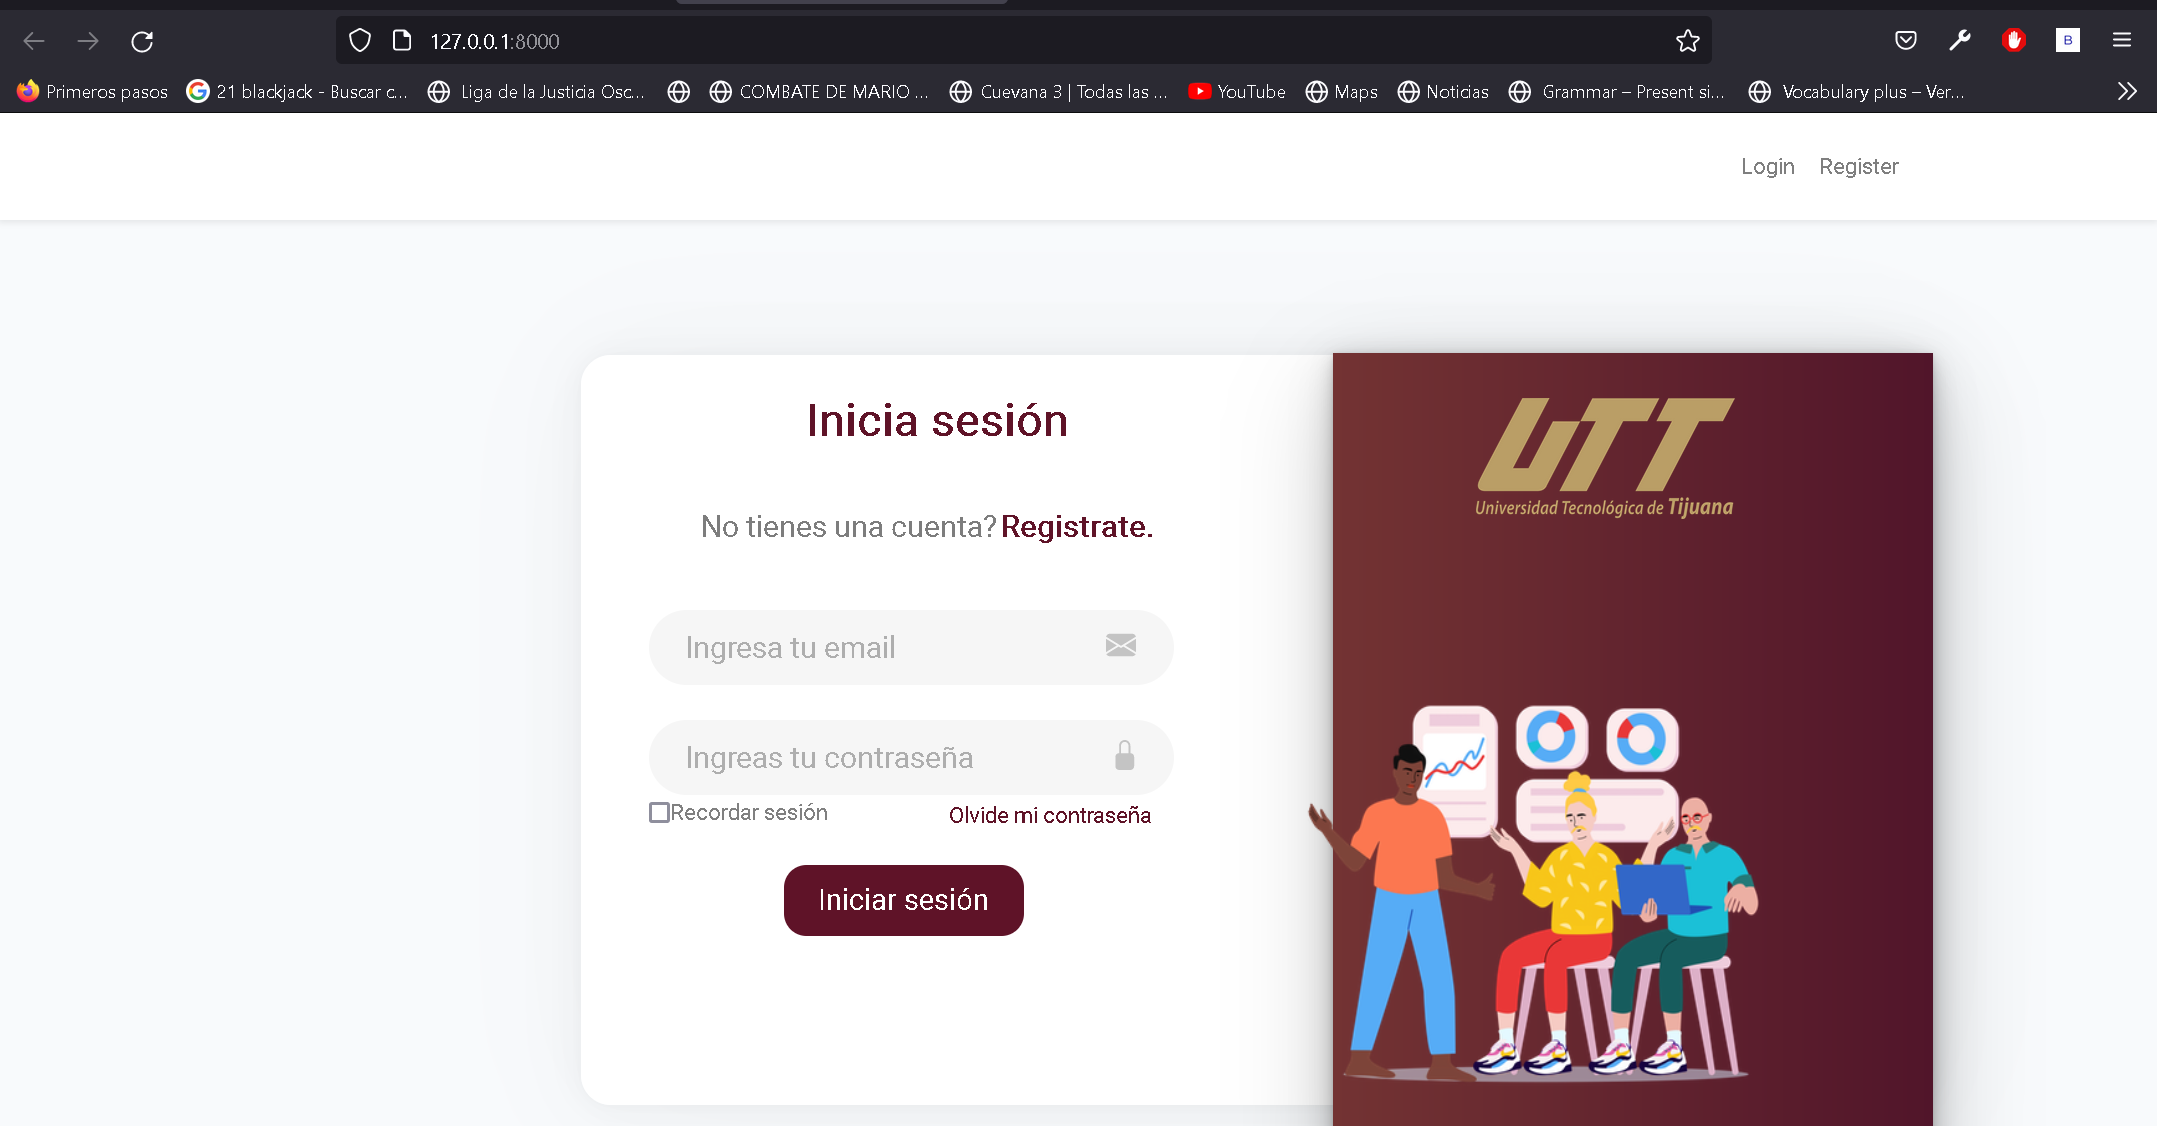 127.0.0.1:8000
Primeros pasos 21 blackjack - Buscar c... Liga de la Justicia Osc... COMBATE DE MARIO ... Cuevana 3 | Todas las ... YouTube Maps Noticias Grammar – Present si... Vocabulary plus – Ver...
Login Register
Inicia sesión
No tienes una cuenta? Registrate.
Ingresa tu email
Ingreas tu contraseña
Recordar sesión Olvide mi contraseña
Iniciar sesión
UTT
Universidad Tecnológica de Tijuana
B